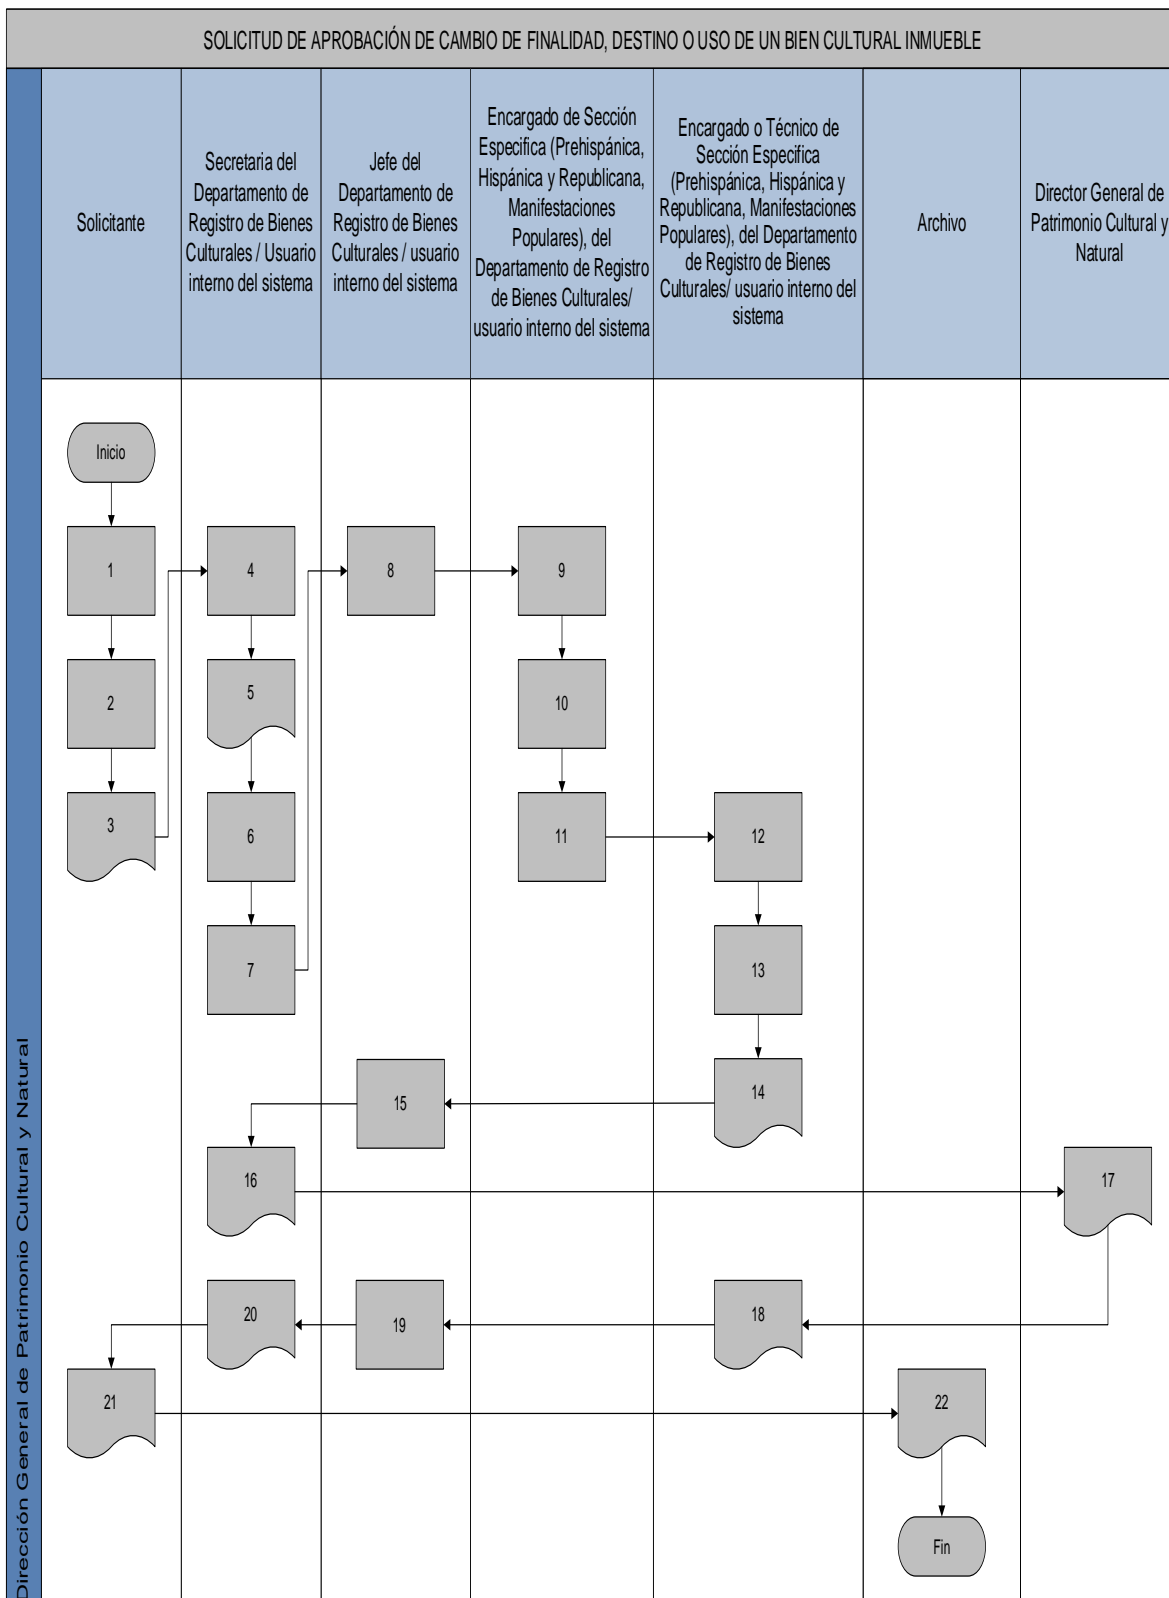 SOLICITUD DE APROBACIÓN DE CAMBIO DE FINALIDAD, DESTINO O USO DE UN BIEN CULTURAL INMUEBLE
Dirección General de Patrimonio Cultural y Natural
Solicitante
Secretaria del
Departamento de
Registro de Bienes
Culturales / Usuario
interno del sistema
Jefe del
Departamento de
Registro de Bienes
Culturales / usuario
interno del sistema
Encargado de Sección
Especifica (Prehispánica,
Hispánica y Republicana,
Manifestaciones
Populares), del
Departamento de Registro
de Bienes Culturales/
usuario interno del sistema
Encargado o Técnico de
Sección Especifica
(Prehispánica, Hispánica y
Republicana, Manifestaciones
Populares), del Departamento
de Registro de Bienes
Culturales/ usuario interno del
sistema
Archivo
Director General de
Patrimonio Cultural y
Natural
Inicio
1
2
3
4
5
6
7
8
9
10
11
12
13
14
15
16
17
18
19
20
21
22
Fin